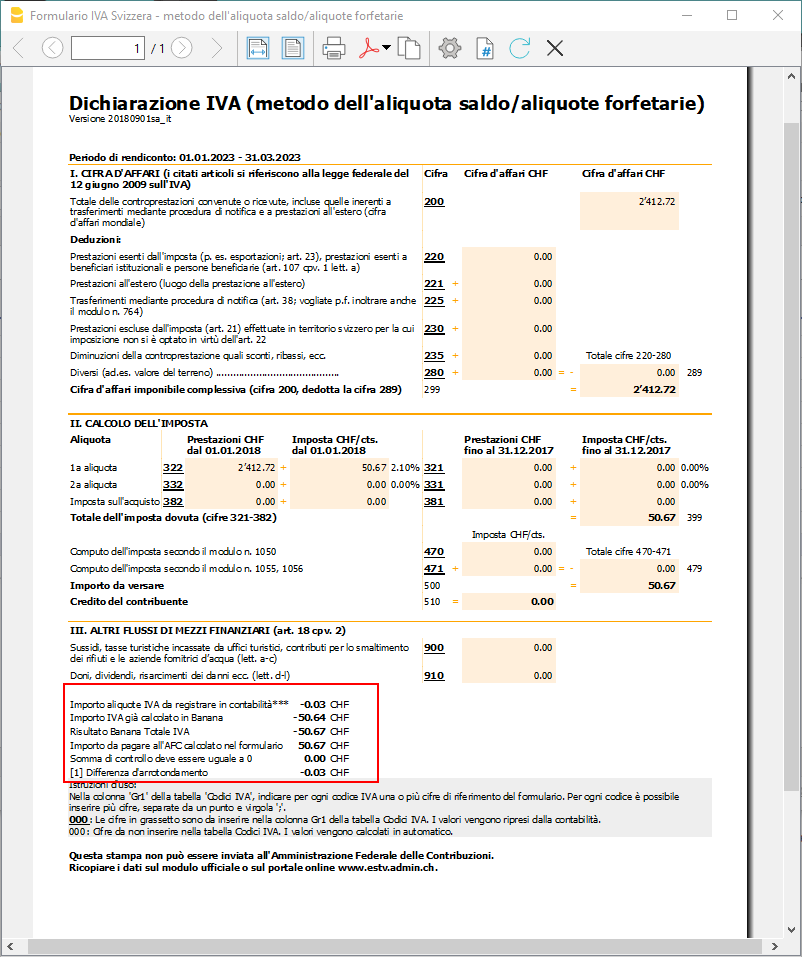 Formulario IVA Svizzera - metodo dell'aliquota saldo/aliquote forfetarie
1 / 1
Dichiarazione IVA (metodo dell'aliquota saldo/aliquote forfetarie)
Versione 20180901sa_it
Periodo di rendiconto: 01.01.2023 - 31.03.2023
I. CIFRA D'AFFARI (i citati articoli si riferiscono alla legge federale del Cifra Cifra d'affari CHF Cifra d'affari CHF
12 giugno 2009 sull'IVA)
Totale delle controprestazioni convenute o ricevute, incluse quelle inerenti a 200 2’412.72
trasferimenti mediante procedura di notifica e a prestazioni all'estero (cifra
d'affari mondiale)
Deduzioni:
Prestazioni esenti dall'imposta (p. es. esportazioni; art. 23), prestazioni esenti a 220 0.00
beneficiari istituzionali e persone beneficiarie (art. 107 cpv. 1 lett. a)
Prestazioni all'estero (luogo della prestazione all'estero) 221 + 0.00
Trasferimenti mediante procedura di notifica (art. 38; vogliate p.f. inoltrare anche 225 + 0.00
il modulo n. 764)
Prestazioni escluse dall'imposta (art. 21) effettuate in territorio svizzero per la cui 230 + 0.00
imposizione non si è optato in virtù dell'art. 22
Diminuzioni della controprestazione quali sconti, ribassi, ecc. 235 + 0.00 Totale cifre 220-280
Diversi (ad.es. valore del terreno) .......................................... 280 + 0.00 = - 0.00 289
Cifra d'affari imponibile complessiva (cifra 200, dedotta la cifra 289) 299 = 2’412.72
II. CALCOLO DELL'IMPOSTA
Aliquota Prestazioni CHF Imposta CHF/cts. Prestazioni CHF Imposta CHF/cts.
dal 01.01.2018 dal 01.01.2018 fino al 31.12.2017 fino al 31.12.2017
1a aliquota 322 2’412.72 + 50.67 2.10% 321 0.00 + 0.00 0.00%
2a aliquota 332 0.00 + 0.00 0.00% 331 0.00 + 0.00 0.00%
Imposta sull'acquisto 382 0.00 + 0.00 381 0.00 + 0.00
Totale dell'imposta dovuta (cifre 321-382) = 50.67 399
Imposta CHF/cts.
Computo dell'imposta secondo il modulo n. 1050 470 0.00 Totale cifre 470-471
Computo dell'imposta secondo il modulo n. 1055, 1056 471 + 0.00 = - 0.00 479
Importo da versare 500 = 50.67
Credito del contribuente 510 = 0.00
III. ALTRI FLUSSI DI MEZZI FINANZIARI (art. 18 cpv. 2)
Sussidi, tasse turistiche incassate da uffici turistici, contributi per lo smaltimento 900 0.00
dei rifiuti e le aziende fornitrici d’acqua (lett. a-c)
Doni, dividendi, risarcimenti dei danni ecc. (lett. d-l) 910 0.00
Importo aliquote IVA da registrare in contabilità*** -0.03 CHF
Importo IVA già calcolato in Banana -50.64 CHF
Risultato Banana Totale IVA -50.67 CHF
Importo da pagare all'AFC calcolato nel formulario 50.67 CHF
Somma di controllo deve essere uguale a 0 0.00 CHF
[1] Differenza d'arrotondamento -0.03 CHF
Istruzioni d'uso:
Nella colonna 'Gr1' della tabella 'Codici IVA', indicare per ogni codice IVA una o più cifre di riferimento del formulario. Per ogni codice è possibile
inserire più cifre, separate da un punto e virgola ';'.
000 : Le cifre in grassetto sono da inserire nella colonna Gr1 della tabella Codici IVA. I valori vengono ripresi dalla contabilità.
000: Cifre da non inserire nella tabella Codici IVA. I valori vengono calcolati in automatico.
Questa stampa non può essere inviata all'Amministrazione Federale delle Contribuzioni.
Ricopiare i dati sul modulo ufficiale o sul portale online www.estv.admin.ch.